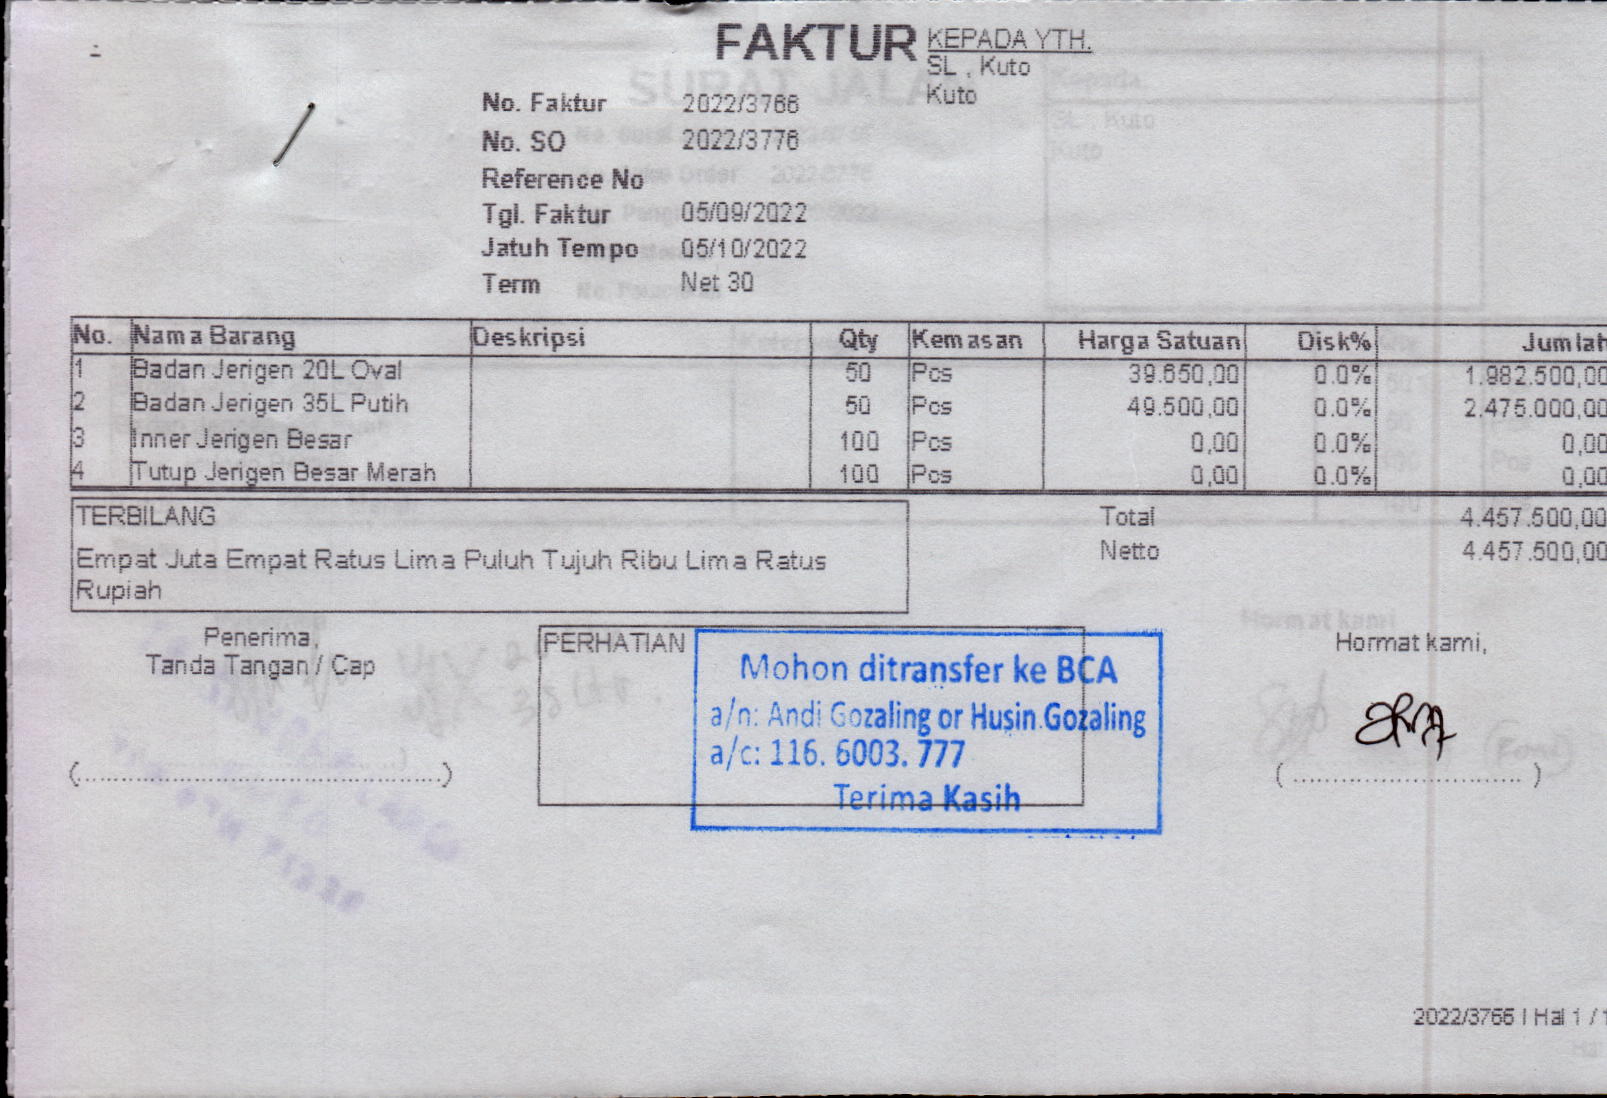 FAKTUR
KEPADA YTH.
SL , Kuto
Kuto
No. Faktur 2022/3766
No. SO 2022/3776
Reference No
Tgl. Faktur 05/09/2022
Jatuh Tempo 05/10/2022
Term Net 30
No. Nama Barang Deskripsi Qty Kemasan Harga Satuan Disk% Jumlah
1 Badan Jerigen 20L Oval 50 Pcs 39.650,00 0.0% 1.982.500,00
2 Badan Jerigen 35L Putih 50 Pcs 49.500,00 0.0% 2.475.000,00
3 Inner Jerigen Besar 100 Pcs 0,00 0.0% 0,00
4 Tutup Jerigen Besar Merah 100 Pcs 0,00 0.0% 0,00
TERBILANG
Empat Juta Empat Ratus Lima Puluh Tujuh Ribu Lima Ratus
Rupiah
Total 4.457.500,00
Netto 4.457.500,00
Penerima,
Tanda Tangan / Cap
(............................................)
PERHATIAN
Mohon ditransfer ke BCA
a/n: Andi Gozaling or Husin Gozaling
a/c: 116. 6003. 777
Terima Kasih
Hormat kami,
(............................)
2022/3766 | Hal 1 / 1